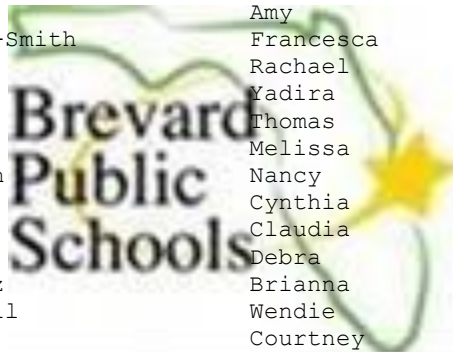 Amy
-Smith Francesca
Rachael
Yadira
Brevard Thomas
Melissa
Public Nancy
Cynthia
Claudia
Schools Debra
Brianna
Wendie
Courtney